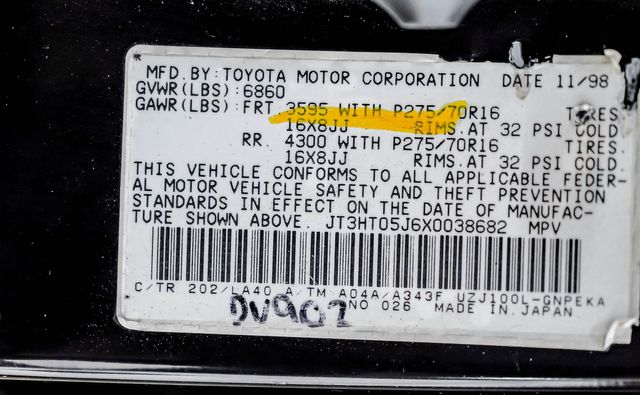 MFD. BY: TOYOTA MOTOR CORPORATION DATE 11/98
GVWR(LBS):6860
GAWR(LBS): FRT. 3595 WITH P275/70R16 TIRES.
16X8JJ RIMS. AT 32 PSI COLD.
RR. 4300 WITH P275/70R16 TIRES.
16X8JJ RIMS. AT 32 PSI COLD.
THIS VEHICLE CONFORMS TO ALL APPLICABLE FEDER-
AL MOTOR VEHICLE SAFETY AND THEFT PREVENTION
STANDARDS IN EFFECT ON THE DATE OF MANUFAC-
TURE SHOWN ABOVE. JT3HT05J6X0038682 MPV
C/TR 202/LA40 A/TM A04A/A343F UZJ100L-GNPEKA
NO 026 MADE IN JAPAN